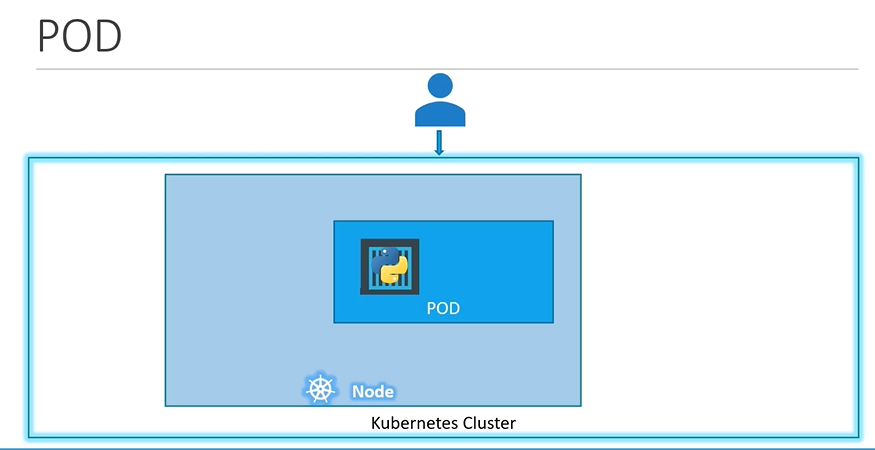 POD
POD
Node
Kubernetes Cluster